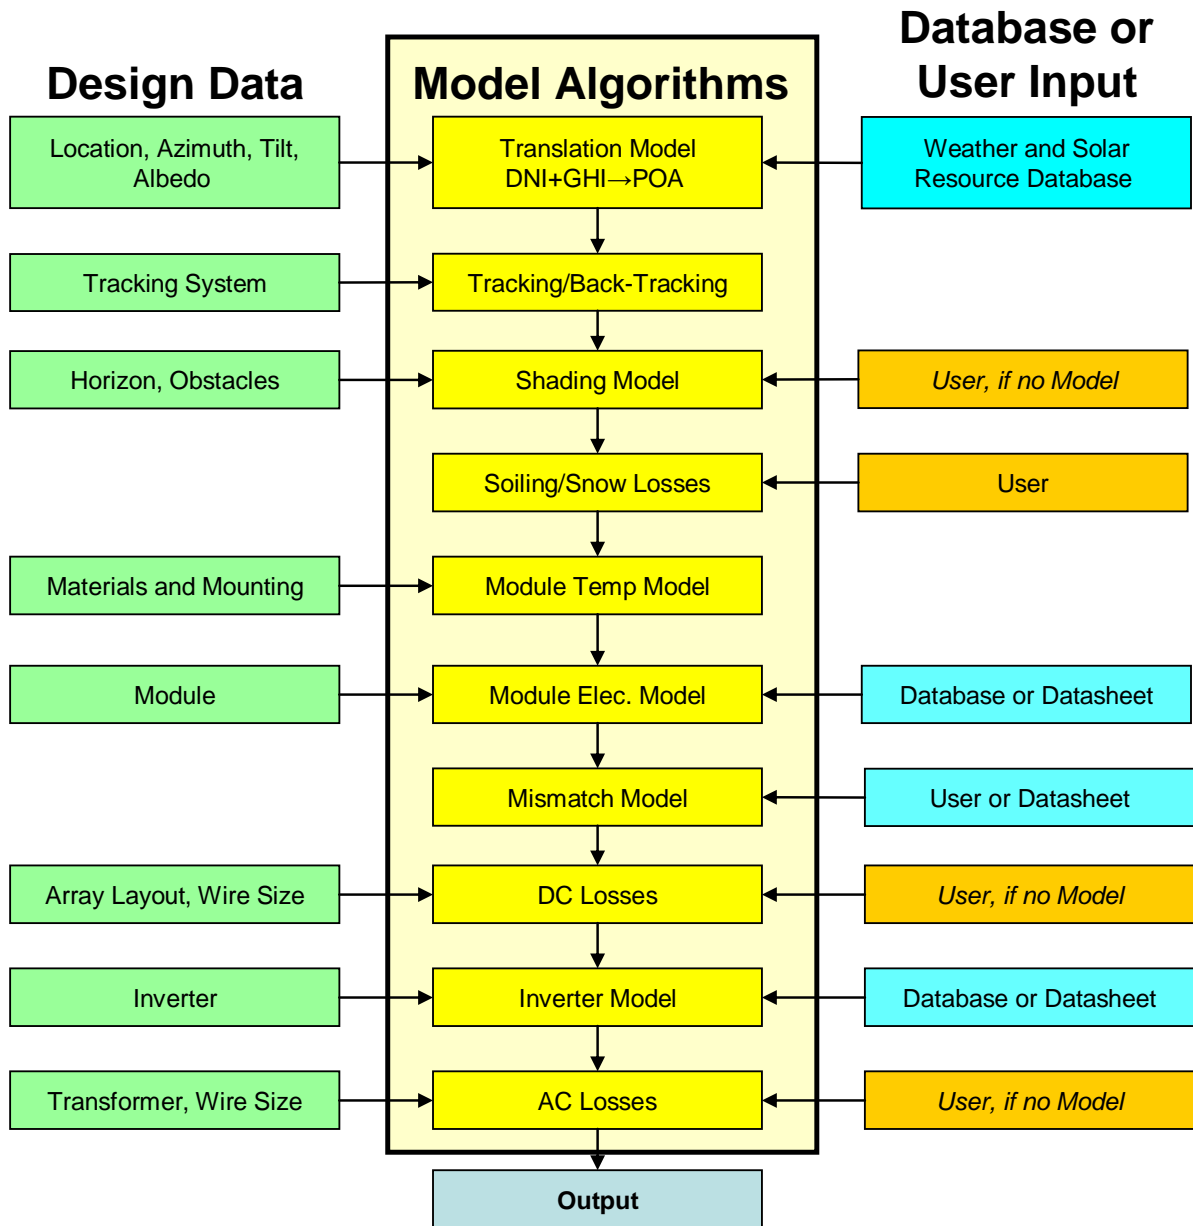 Design Data
Model Algorithms
Database or
User Input
Location, Azimuth, Tilt,
Albedo
Translation Model
DNI+GHI→POA
Weather and Solar
Resource Database
Tracking System
Tracking/Back-Tracking
Horizon, Obstacles
Shading Model
User, if no Model
Soiling/Snow Losses
User
Materials and Mounting
Module Temp Model
Module
Module Elec. Model
Database or Datasheet
Mismatch Model
User or Datasheet
Array Layout, Wire Size
DC Losses
User, if no Model
Inverter
Inverter Model
Database or Datasheet
Transformer, Wire Size
AC Losses
User, if no Model
Output